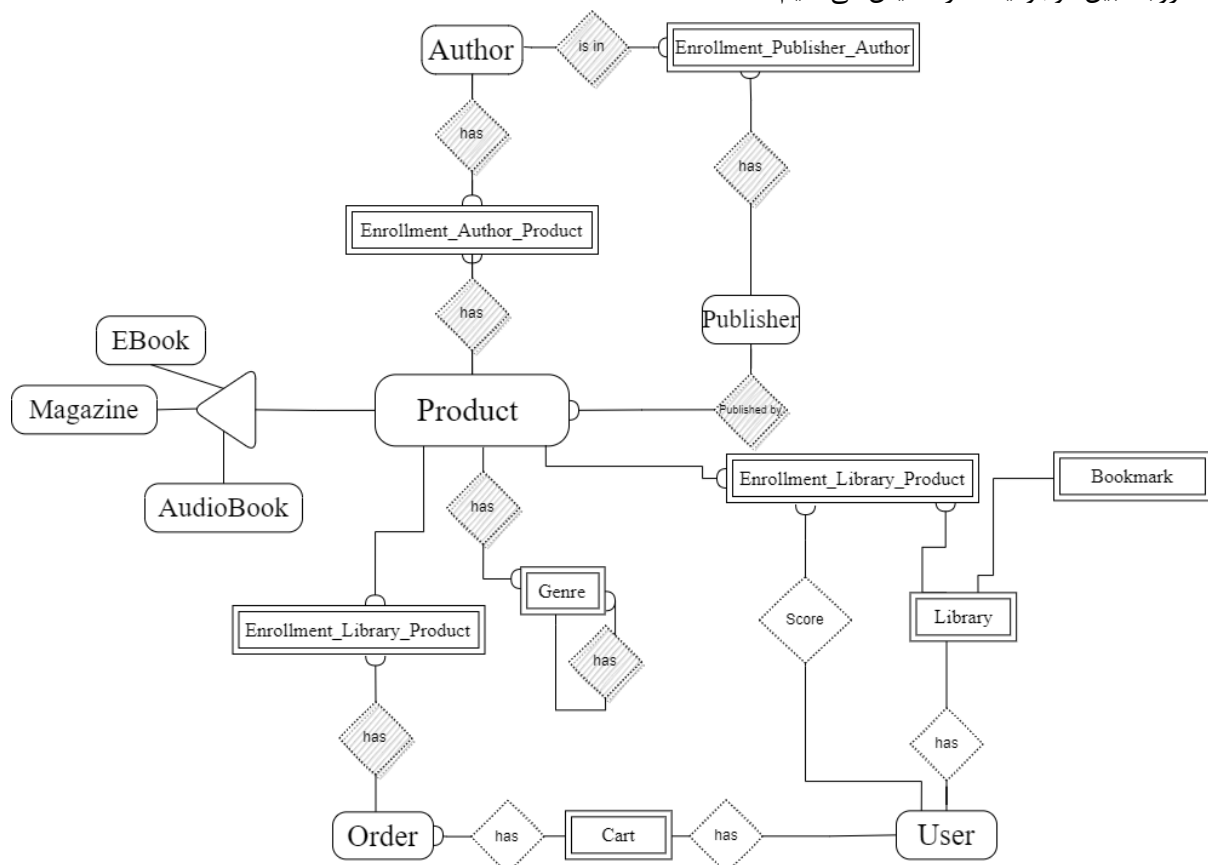 Author
is in
Enrollment_Publisher_Author
has
has
Enrollment_Author_Product
has
Publisher
EBook
Magazine
AudioBook
Product
Published by
Enrollment_Library_Product
Bookmark
has
Genre
has
Score
Library
Enrollment_Library_Product
has
has
Order
has
Cart
has
User